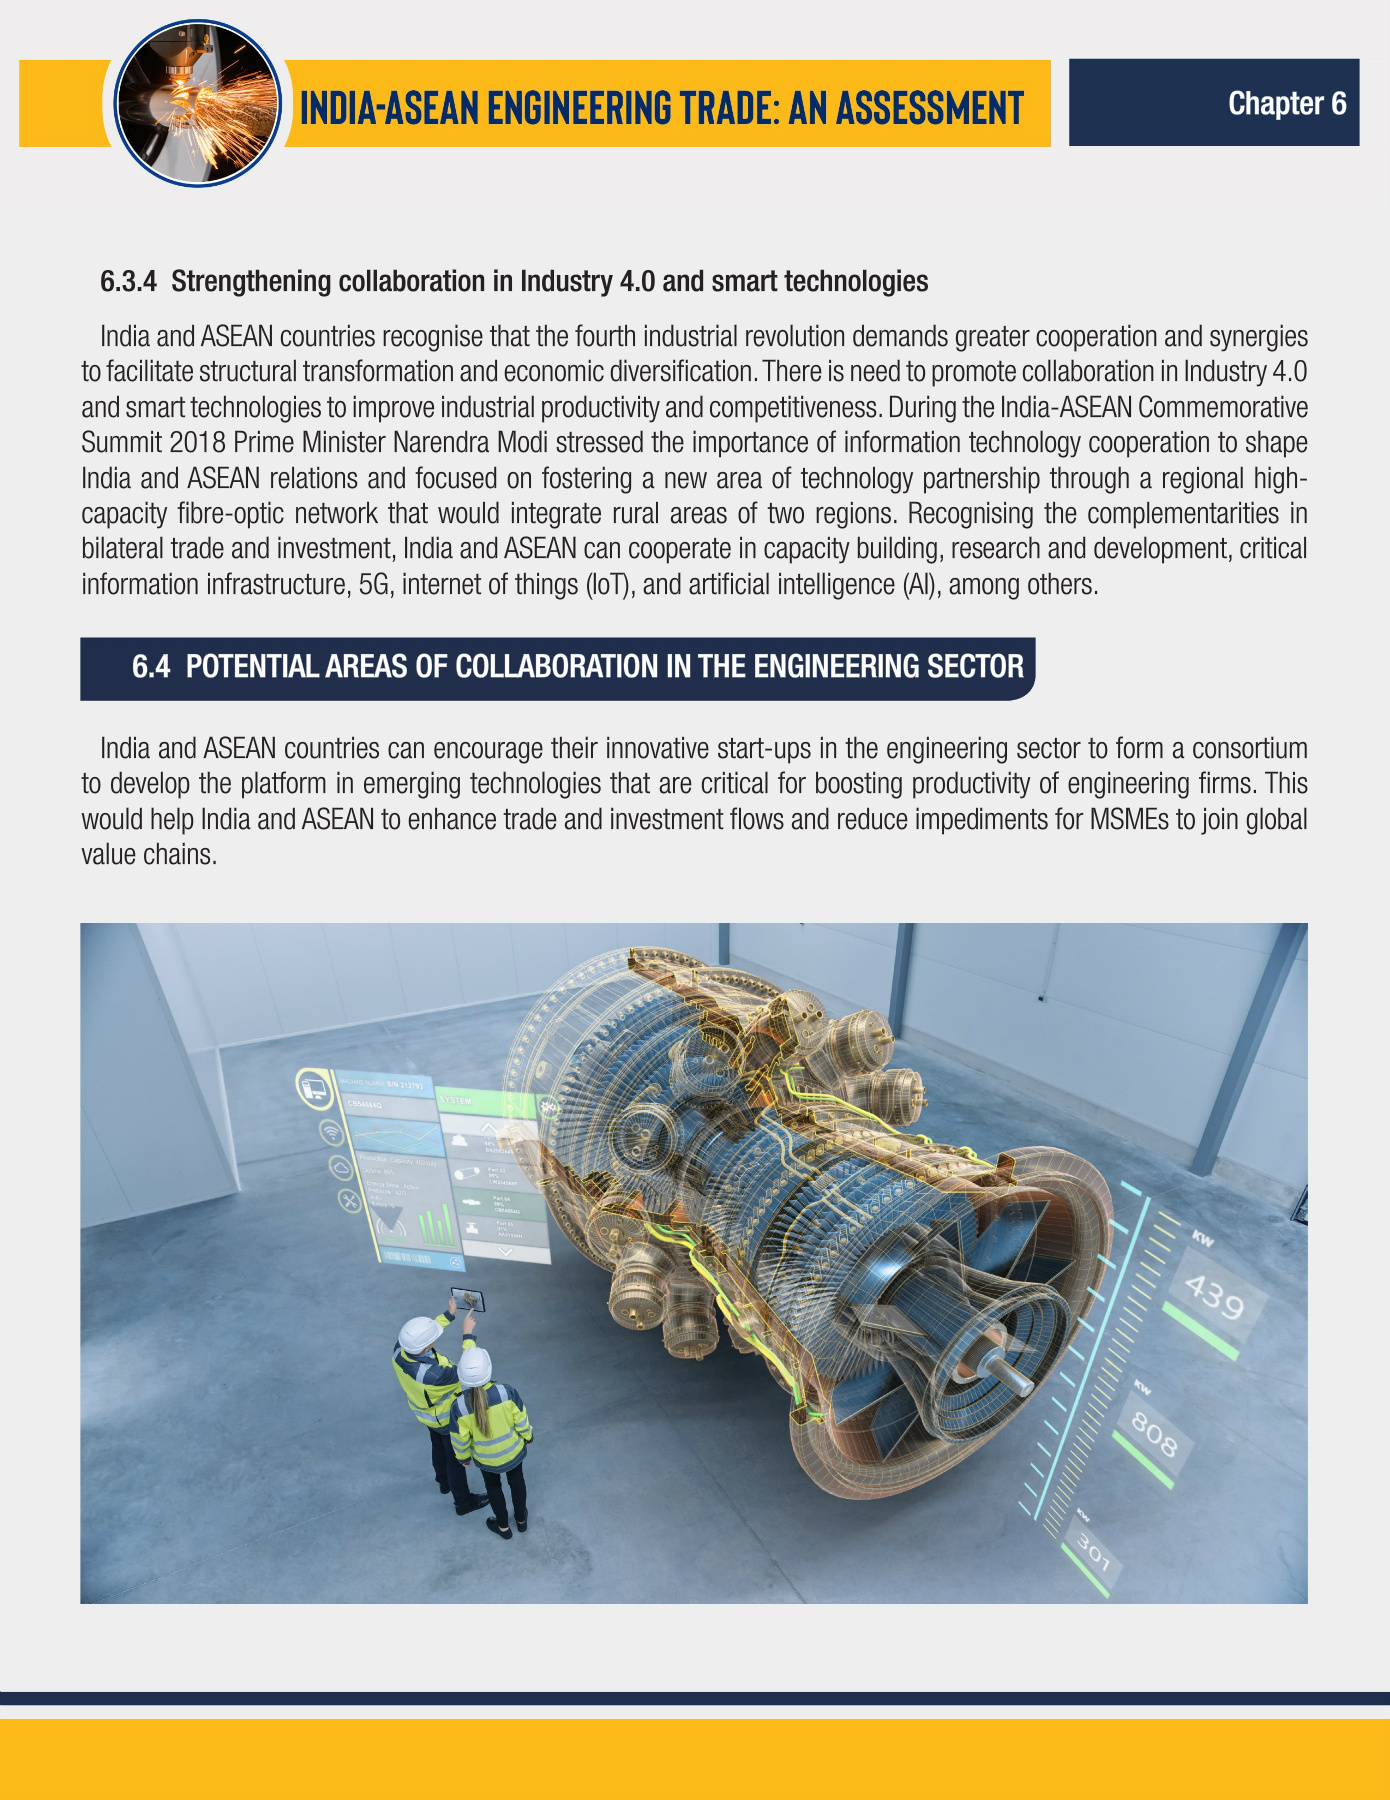 INDIA-ASEAN ENGINEERING TRADE: AN ASSESSMENT
Chapter 6
6.3.4 Strengthening collaboration in Industry 4.0 and smart technologies
India and ASEAN countries recognise that the fourth industrial revolution demands greater cooperation and synergies
to facilitate structural transformation and economic diversification. There is need to promote collaboration in Industry 4.0
and smart technologies to improve industrial productivity and competitiveness. During the India-ASEAN Commemorative
Summit 2018 Prime Minister Narendra Modi stressed the importance of information technology cooperation to shape
India and ASEAN relations and focused on fostering a new area of technology partnership through a regional high-
capacity fibre-optic network that would integrate rural areas of two regions. Recognising the complementarities in
bilateral trade and investment, India and ASEAN can cooperate in capacity building, research and development, critical
information infrastructure, 5G, internet of things (IoT), and artificial intelligence (AI), among others.
6.4 POTENTIAL AREAS OF COLLABORATION IN THE ENGINEERING SECTOR
India and ASEAN countries can encourage their innovative start-ups in the engineering sector to form a consortium
to develop the platform in emerging technologies that are critical for boosting productivity of engineering firms. This
would help India and ASEAN to enhance trade and investment flows and reduce impediments for MSMEs to join global
value chains.
SYSTEM
KW
439
KW
808
KW
301